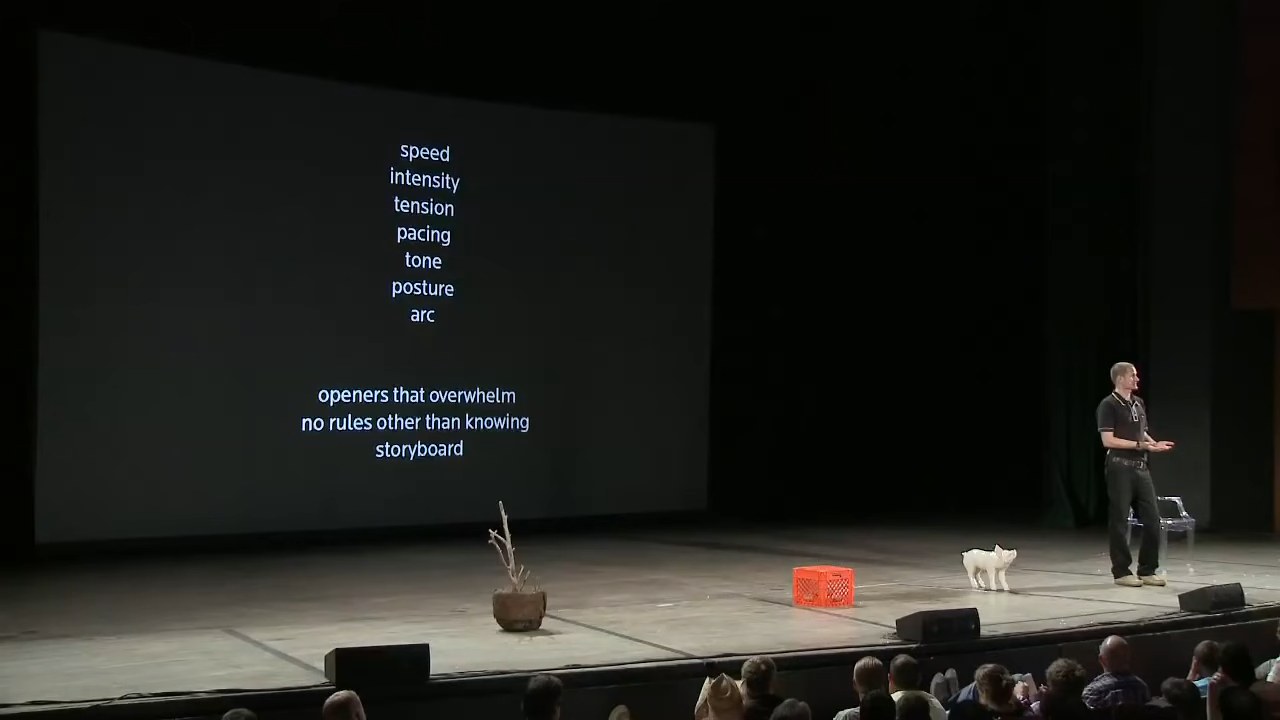 speed
intensity
tension
pacing
tone
posture
arc
openers that overwhelm
no rules other than knowing
storyboard